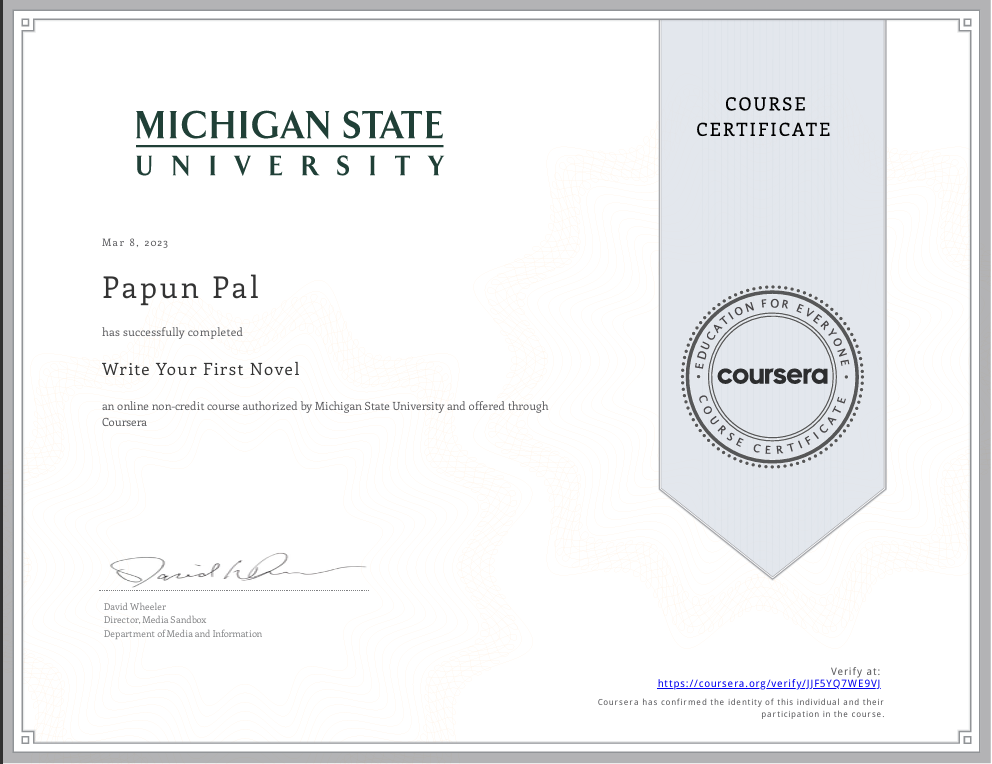 MICHIGAN STATE
UNIVERSITY
COURSE
CERTIFICATE
Mar 8, 2023
Papun Pal
has successfully completed
Write Your First Novel
an online non-credit course authorized by Michigan State University and offered through
Coursera
EDUCATION FOR EVERYONE
coursera
COURSE CERTIFICATE
David Wheeler
Director, Media Sandbox
Department of Media and Information
Verify at:
https://coursera.org/verify/JJF5YQ7WE9VJ
Coursera has confirmed the identity of this individual and their
participation in the course.